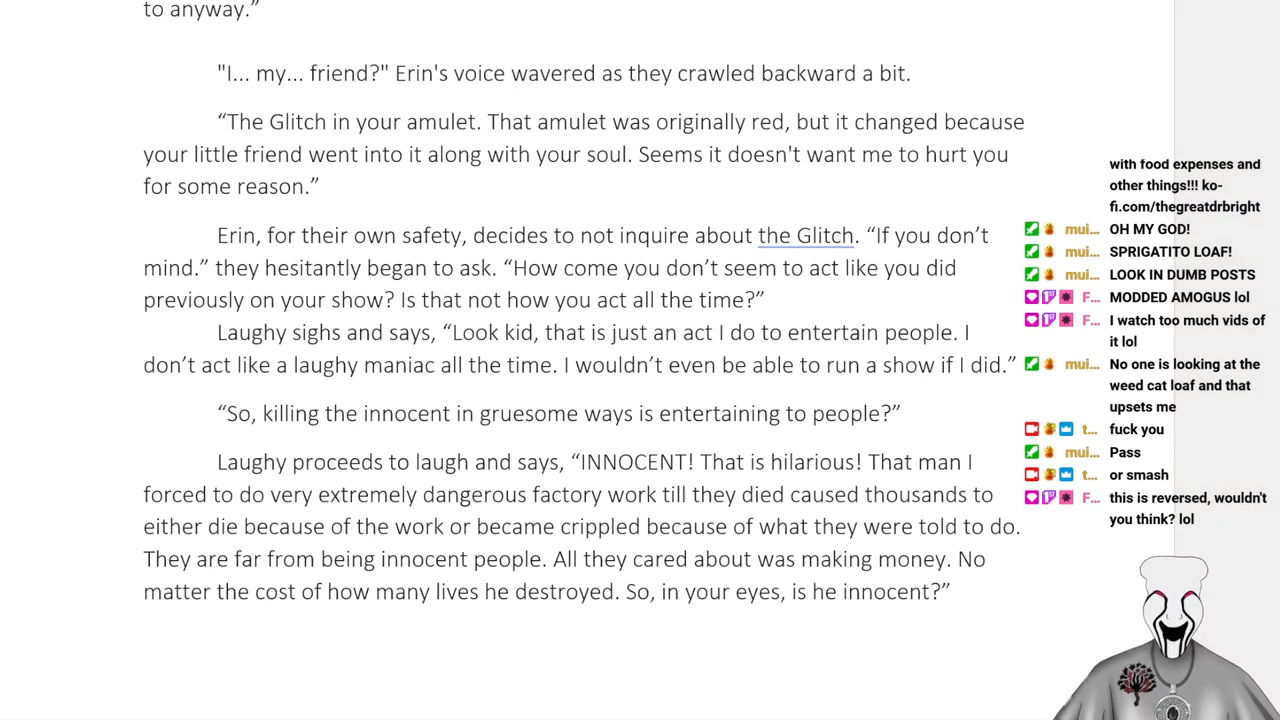 to anyway.”
"I... my... friend?" Erin's voice wavered as they crawled backward a bit.
“The Glitch in your amulet. That amulet was originally red, but it changed because
your little friend went into it along with your soul. Seems it doesn't want me to hurt you
for some reason.”
Erin, for their own safety, decides to not inquire about the Glitch. “If you don’t
mind.” they hesitantly began to ask. “How come you don’t seem to act like you did
previously on your show? Is that not how you act all the time?”
Laughy sighs and says, “Look kid, that is just an act I do to entertain people. I
don’t act like a laughy maniac all the time. I wouldn’t even be able to run a show if I did.”
“So, killing the innocent in gruesome ways is entertaining to people?”
Laughy proceeds to laugh and says, “INNOCENT! That is hilarious! That man I
forced to do very extremely dangerous factory work till they died caused thousands to
either die because of the work or became crippled because of what they were told to do.
They are far from being innocent people. All they cared about was making money. No
matter the cost of how many lives he destroyed. So, in your eyes, is he innocent?”
with food expenses and
other things!!! ko-
fi.com/thegreatdrbright
mui... OH MY GOD!
mui... SPRIGATITO LOAF!
mui... LOOK IN DUMB POSTS
F... MODDED AMOGUS lol
F... I watch too much vids of
it lol
mui... No one is looking at the
weed cat loaf and that
upsets me
t... fuck you
mui... Pass
t... or smash
F... this is reversed, wouldn't
you think? lol